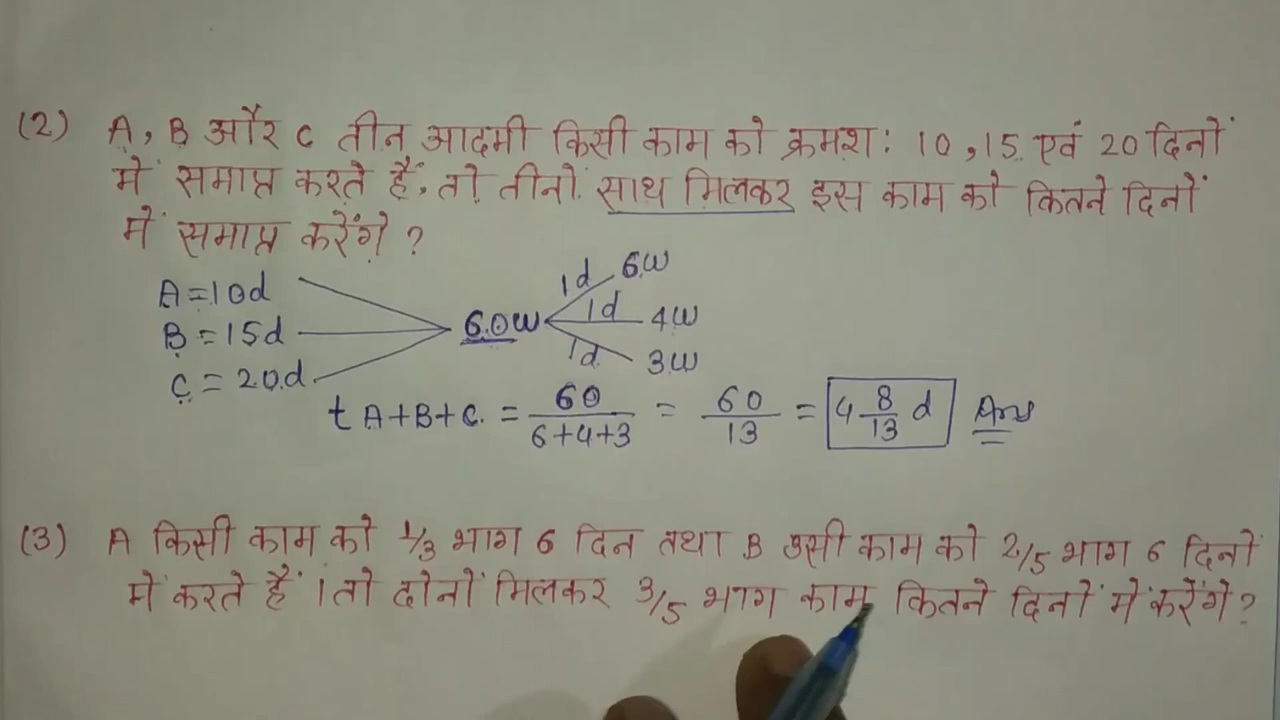 (2) A, B और C तीन आदमी किसी काम को क्रमश: 10, 15 एवं 20 दिनों
में समाप्त करते हैं, तो तीनों साथ मिलकर इस काम को कितने दिनों
में समाप्त करेंगे ?
A = 10d
B = 15d
C = 20d
60w
1d 6w
1d 4w
1d 3w
t A+B+C = 60/(6+4+3) = 60/13 = 4 8/13 d Ans
(3) A किसी काम को 1/3 भाग 6 दिन तथा B उसी काम को 2/5 भाग 6 दिनों
में करते हैं । तो दोनों मिलकर 3/5 भाग काम कितने दिनों में करेंगे ?